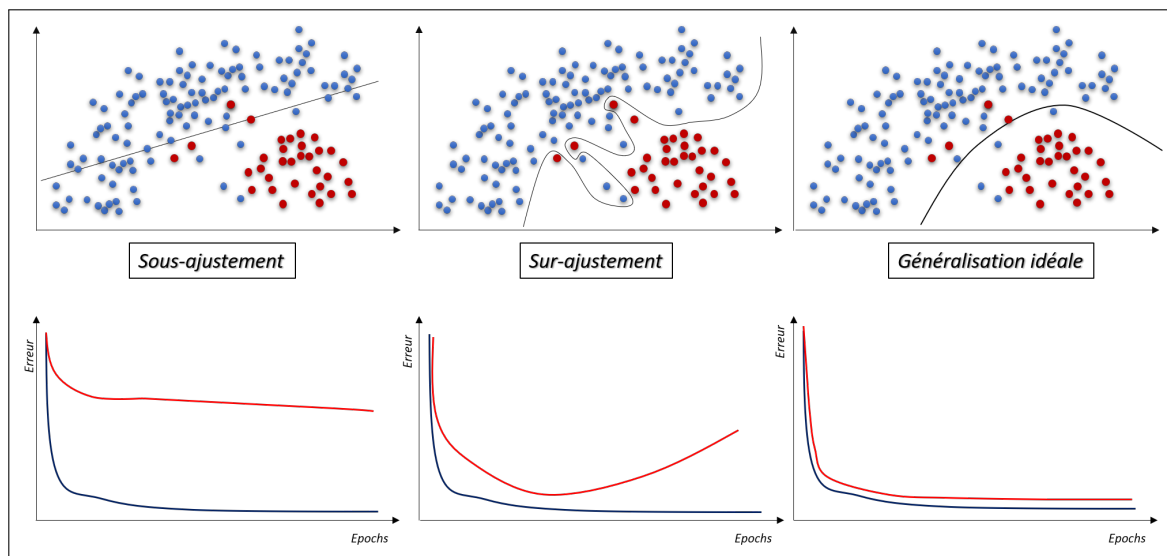 Sous-ajustement
Sur-ajustement
Généralisation idéale
Erreur
Epochs
Erreur
Epochs
Erreur
Epochs